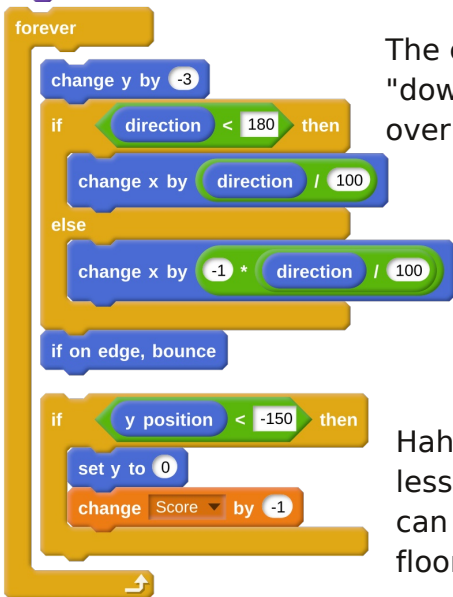 forever
change y by -3
if direction < 180 then
change x by direction / 100
else
change x by -1 * direction / 100
if on edge, bounce
if y position < -150 then
set y to 0
change Score by -1
The
"dow
over
Hah
less
can
floor